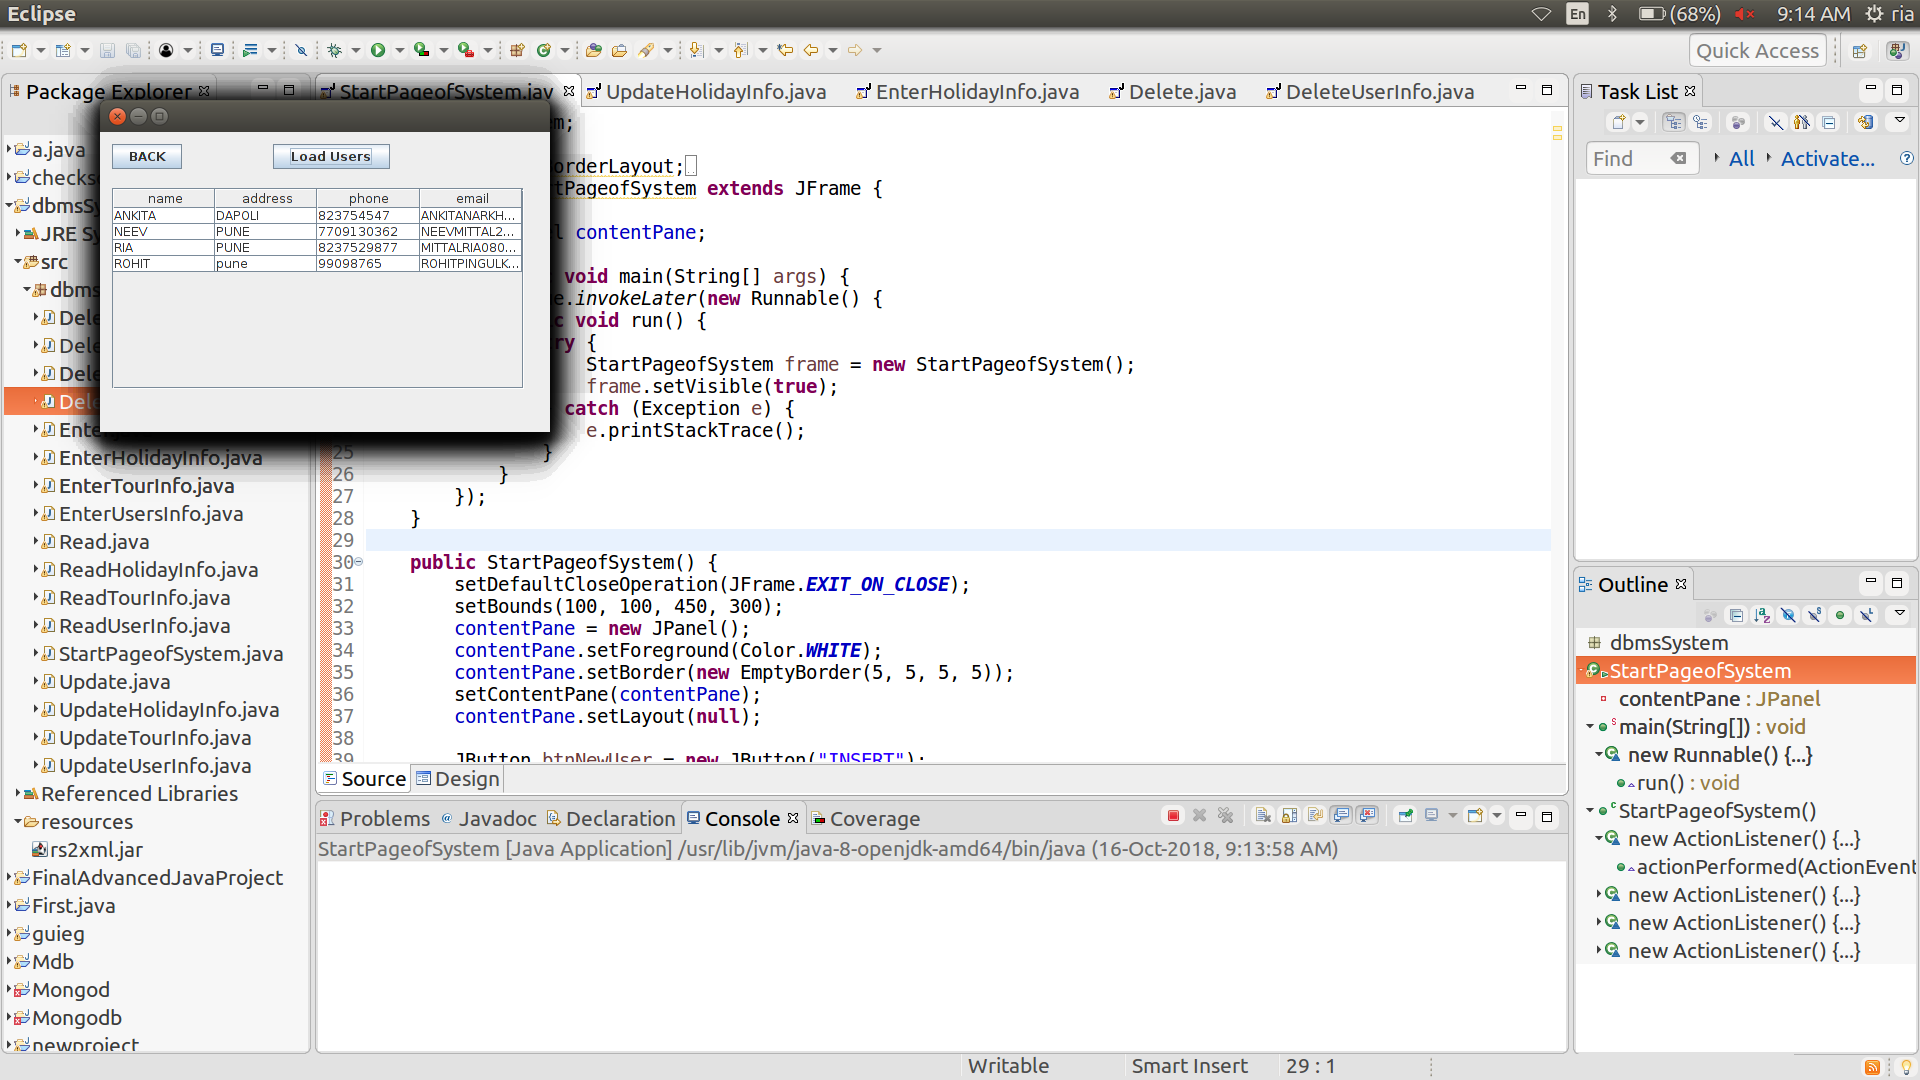 Eclipse
En
(68%)
9:14 AM
ria
Quick Access
Package Explorer
a.java
dbmsSy
JRE Sy
src
dbms
Dele
Dele
Dele
Dele
Ente
EnterHolidayInfo.java
EnterTourInfo.java
EnterUsersInfo.java
Read.java
ReadHolidayInfo.java
ReadTourInfo.java
ReadUserInfo.java
StartPageofSystem.java
Update.java
UpdateHolidayInfo.java
UpdateTourInfo.java
UpdateUserInfo.java
Referenced Libraries
resources
rs2xml.jar
FinalAdvancedJavaProject
First.java
guieg
Mdb
Mongod
Mongodb
newproject
BACK
Load Users
name address phone email
ANKITA DAPOLI 823754547 ANKITANARKH...
NEEV PUNE 7709130362 NEEVMITTAL2...
RIA PUNE 8237529877 MITTALRIA080...
ROHIT pune 99098765 ROHITPINGULK...
StartPageofSystem.jav
UpdateHolidayInfo.java
EnterHolidayInfo.java
Delete.java
DeleteUserInfo.java
m;
orderLayout;
tPageofSystem extends JFrame {
l contentPane;
void main(String[] args) {
e.invokeLater(new Runnable() {
c void run() {
ry {
StartPageofSystem frame = new StartPageofSystem();
frame.setVisible(true);
catch (Exception e) {
e.printStackTrace();
25 }
26 }
27 });
28 }
29
30 public StartPageofSystem() {
31 setDefaultCloseOperation(JFrame.EXIT_ON_CLOSE);
32 setBounds(100, 100, 450, 300);
33 contentPane = new JPanel();
34 contentPane.setForeground(Color.WHITE);
35 contentPane.setBorder(new EmptyBorder(5, 5, 5, 5));
36 setContentPane(contentPane);
37 contentPane.setLayout(null);
38
39 JButton btnNewUser = new JButton("INSERT");
Source
Design
Problems
@ Javadoc
Declaration
Console
Coverage
StartPageofSystem [Java Application] /usr/lib/jvm/java-8-openjdk-amd64/bin/java (16-Oct-2018, 9:13:58 AM)
Task List
Find
All
Activate...
Outline
dbmsSystem
StartPageofSystem
contentPane : JPanel
main(String[]) : void
new Runnable() {...}
run() : void
StartPageofSystem()
new ActionListener() {...}
actionPerformed(ActionEvent
new ActionListener() {...}
new ActionListener() {...}
new ActionListener() {...}
Writable
Smart Insert
29 : 1